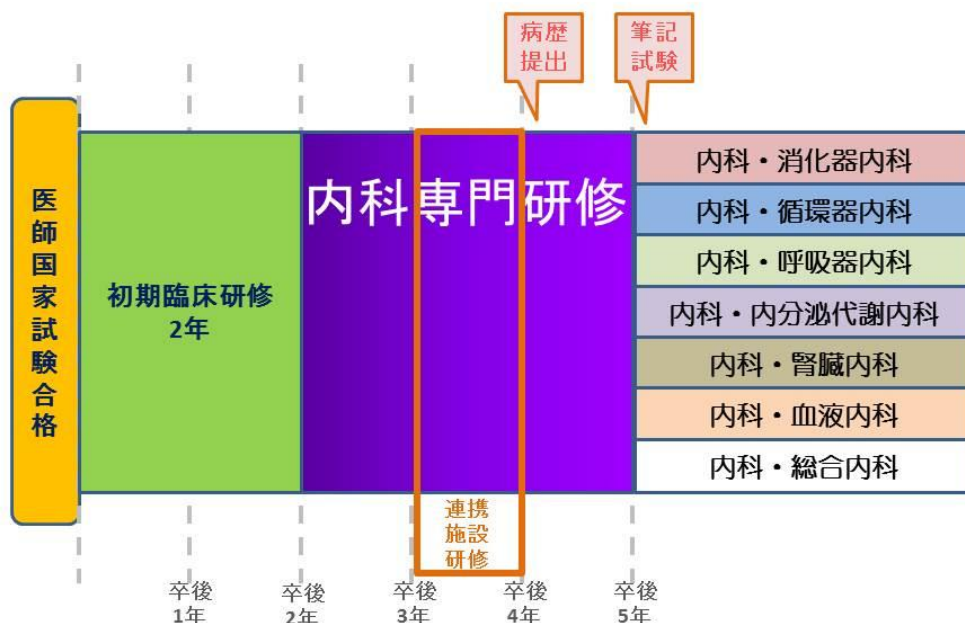 病歴
提出
筆記
試験
医師国家試験合格
初期臨床研修
2年
内科専門研修
内科・消化器内科
内科・循環器内科
内科・呼吸器内科
内科・内分泌代謝内科
内科・腎臓内科
内科・血液内科
内科・総合内科
連携
施設
研修
卒後
1年
卒後
2年
卒後
3年
卒後
4年
卒後
5年